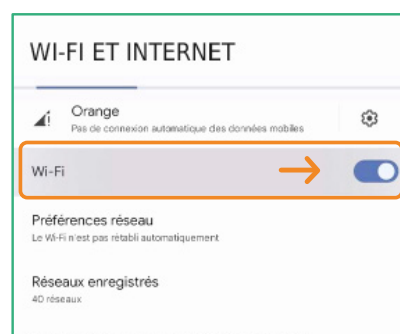 WI-FI ET INTERNET
Orange
Pas de connexion automatique des données mobiles
Wi-Fi
Préférences réseau
Le Wi-Fi n'est pas rétabli automatiquement
Réseaux enregistrés
40 réseaux